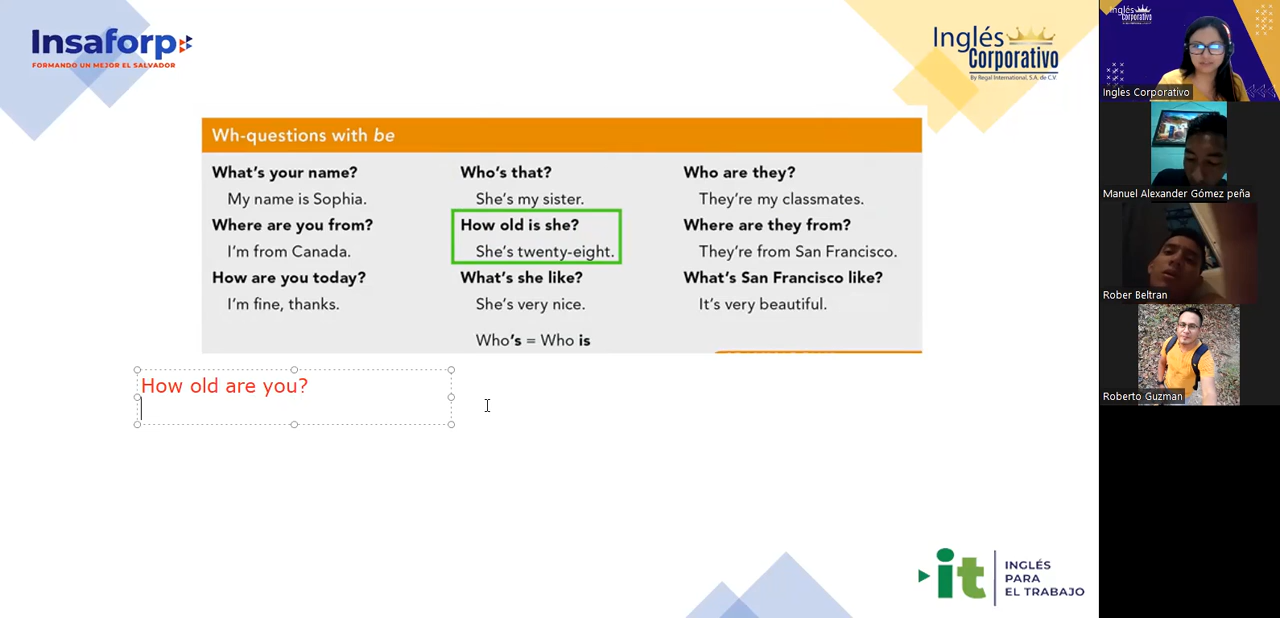 Insaforp
FORMANDO UN MEJOR EL SALVADOR
Inglés
Corporativo
By Regal International, S.A. de C.V.
Wh-questions with be
What's your name?
My name is Sophia.
Where are you from?
I'm from Canada.
How are you today?
I'm fine, thanks.
Who's that?
She's my sister.
How old is she?
She's twenty-eight.
What's she like?
She's very nice.
Who's = Who is
Who are they?
They're my classmates.
Where are they from?
They're from San Francisco.
What's San Francisco like?
It's very beautiful.
How old are you?
it
INGLÉS
PARA
EL TRABAJO
Inglés
Corporativo
Ingles Corporativo
Manuel Alexander Gómez peña
Rober Beltran
Roberto Guzman